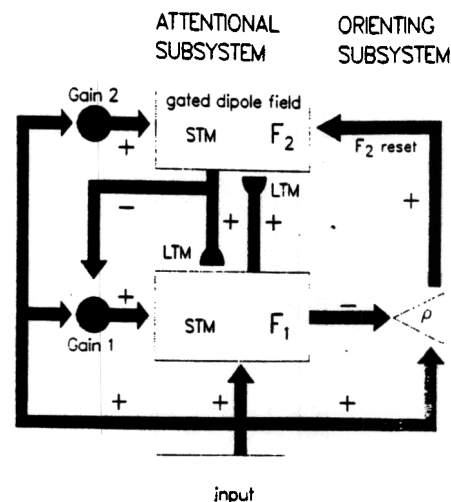 ATTENTIONAL ORIENTING
SUBSYSTEM SUBSYSTEM
Gain 2
gated dipole field
+
STM F2
F2 reset
LTM
−
+ +
+
LTM
+
STM F1
−
ρ
Gain 1
+ + +
input